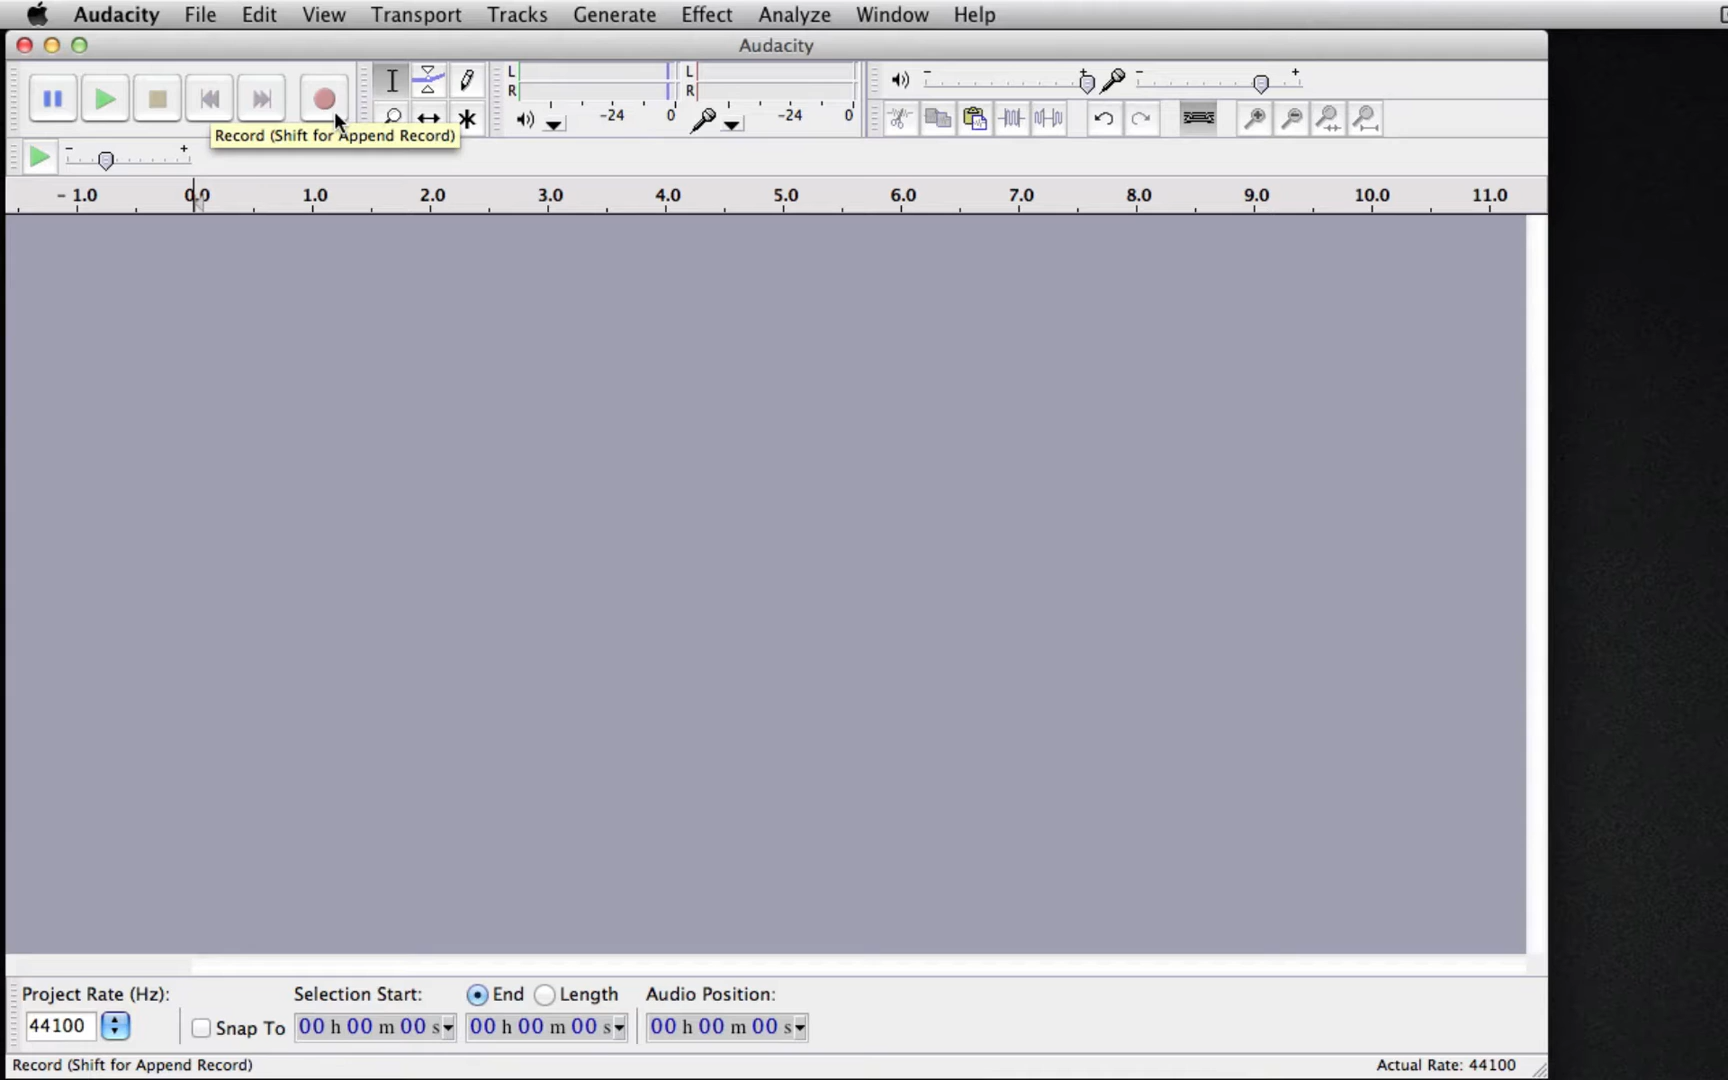 Audacity File Edit View Transport Tracks Generate Effect Analyze Window Help
Audacity
L
R
-24 0
L
R
-24 0
- + - +
Record (Shift for Append Record)
- +
- 1.0 0.0 1.0 2.0 3.0 4.0 5.0 6.0 7.0 8.0 9.0 10.0 11.0
Project Rate (Hz): Selection Start: End Length Audio Position:
44100 Snap To 00 h 00 m 00 s 00 h 00 m 00 s 00 h 00 m 00 s
Record (Shift for Append Record) Actual Rate: 44100